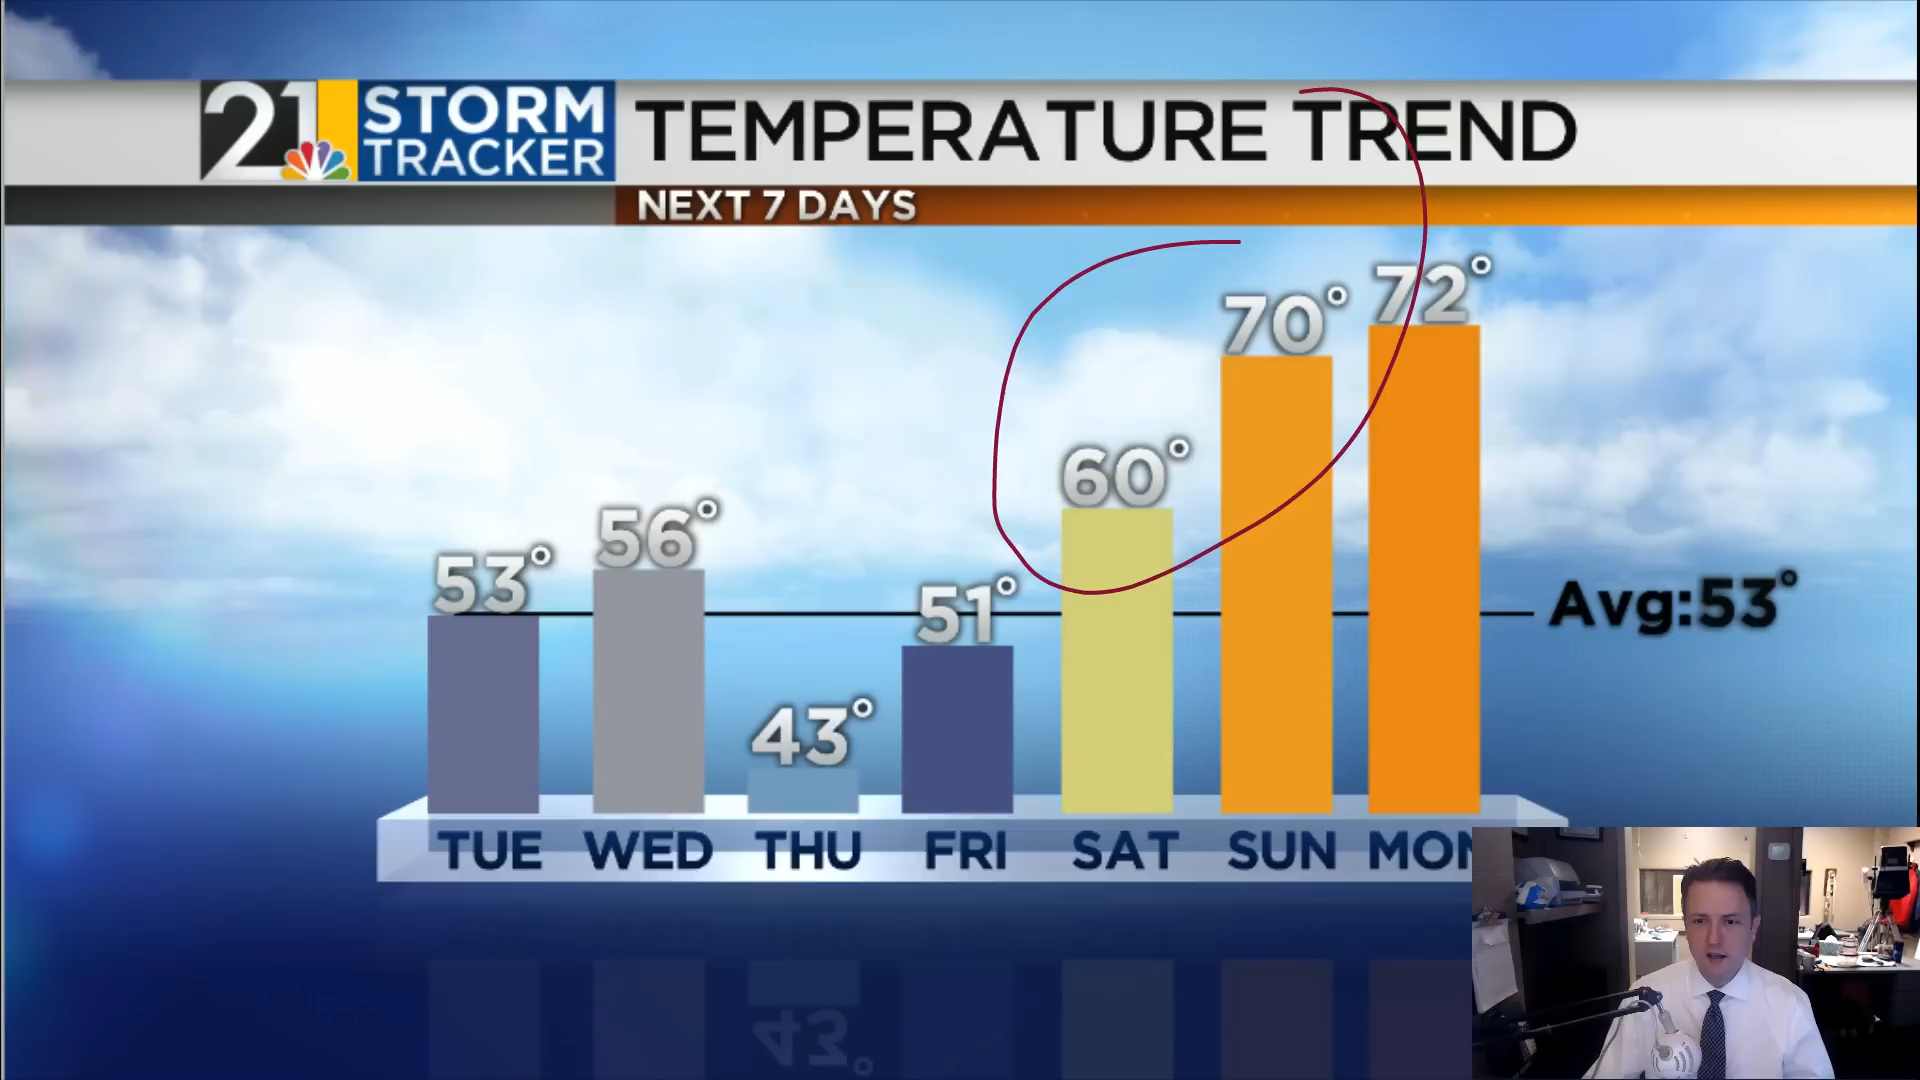 21 STORM TRACKER TEMPERATURE TREND
NEXT 7 DAYS
53° 56° 43° 51° 60° 70° 72°
Avg:53°
TUE WED THU FRI SAT SUN MON